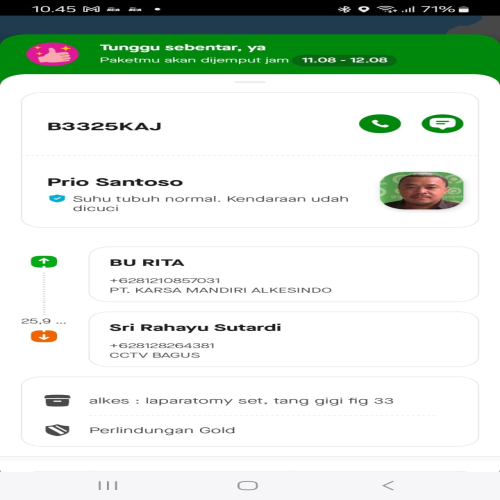 10.45 71%
Tunggu sebentar, ya
Paketmu akan dijemput jam 11.08 - 12.08
B3325KAJ
Prio Santoso
Suhu tubuh normal. Kendaraan udah
dicuci
BU RITA
+6281210857031
PT. KARSA MANDIRI ALKESINDO
25,9 ...
Sri Rahayu Sutardi
+628128264381
CCTV BAGUS
alkes : laparatomy set, tang gigi fig 33
Perlindungan Gold